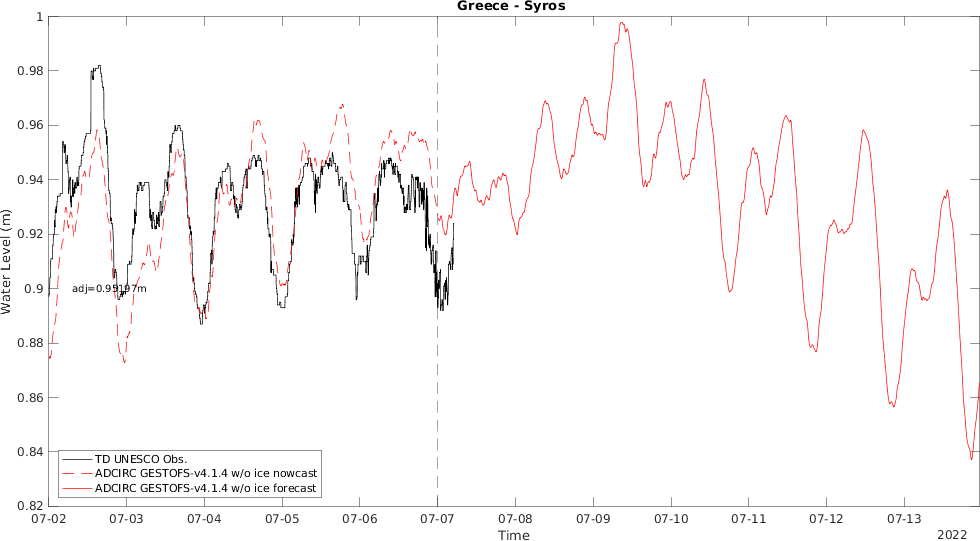 Greece - Syros
1
0.98
0.96
0.94
0.92
0.9
0.88
0.86
0.84
0.82
Water Level (m)
TD UNESCO Obs.
ADCIRC GESTOFS-v4.1.4 w/o ice nowcast
ADCIRC GESTOFS-v4.1.4 w/o ice forecast
07-02 07-03 07-04 07-05 07-06 07-07 07-08 07-09 07-10 07-11 07-12 07-13
Time
2022